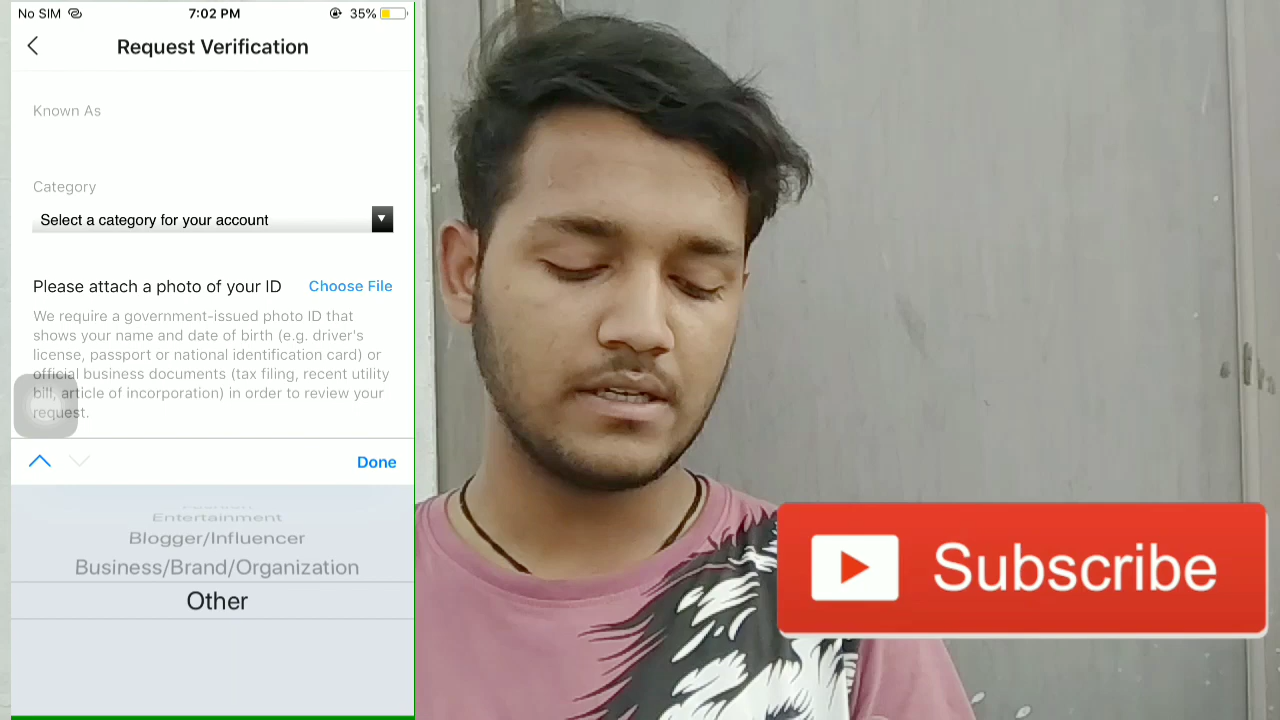 No SIM 7:02 PM 35%
Request Verification
Known As
Category
Select a category for your account
Please attach a photo of your ID Choose File
We require a government-issued photo ID that
shows your name and date of birth (e.g. driver's
license, passport or national identification card) or
official business documents (tax filing, recent utility
bill, article of incorporation) in order to review your
request.
Done
Entertainment
Blogger/Influencer
Business/Brand/Organization
Other
Subscribe